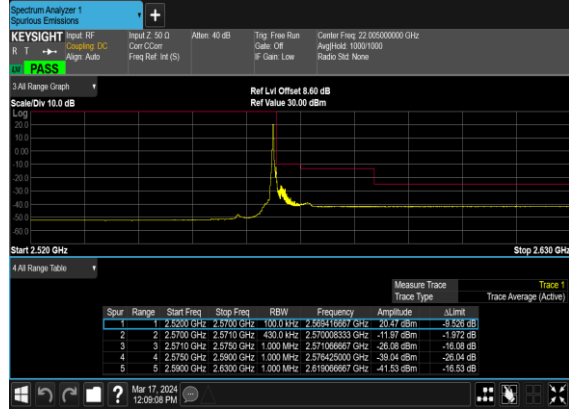 Spectrum Analyzer 1
Spurious Emissions
KEYSIGHT
R T
LNI PASS
Input: RF
Coupling: DC
Align: Auto
Input Z: 50 Ω
Corr CCorr
Freq Ref: Int (S)
Atten: 40 dB
Trig: Free Run
Gate: Off
IF Gain: Low
Center Freq: 22.005000000 GHz
Avg|Hold: 1000/1000
Radio Std: None
3 All Range Graph
Scale/Div 10.0 dB
Ref Lvl Offset 8.60 dB
Ref Value 30.00 dBm
Log
20.0
10.0
0.00
-10.0
-20.0
-30.0
-40.0
-50.0
-60.0
Start 2.520 GHz
Stop 2.630 GHz
4 All Range Table
Measure Trace Trace 1
Trace Type Trace Average (Active)
Spur Range Start Freq Stop Freq RBW Frequency Amplitude ΔLimit
1 1 2.5200 GHz 2.5700 GHz 100.0 kHz 2.569416667 GHz 20.47 dBm -9.526 dB
2 2 2.5700 GHz 2.5710 GHz 430.0 kHz 2.570008333 GHz -11.97 dBm -1.972 dB
3 3 2.5710 GHz 2.5750 GHz 1.000 MHz 2.571066667 GHz -26.08 dBm -16.08 dB
4 4 2.5750 GHz 2.5900 GHz 1.000 MHz 2.576425000 GHz -39.04 dBm -26.04 dB
5 5 2.5900 GHz 2.6300 GHz 1.000 MHz 2.619066667 GHz -41.53 dBm -16.53 dB
Mar 17, 2024
12:09:08 PM